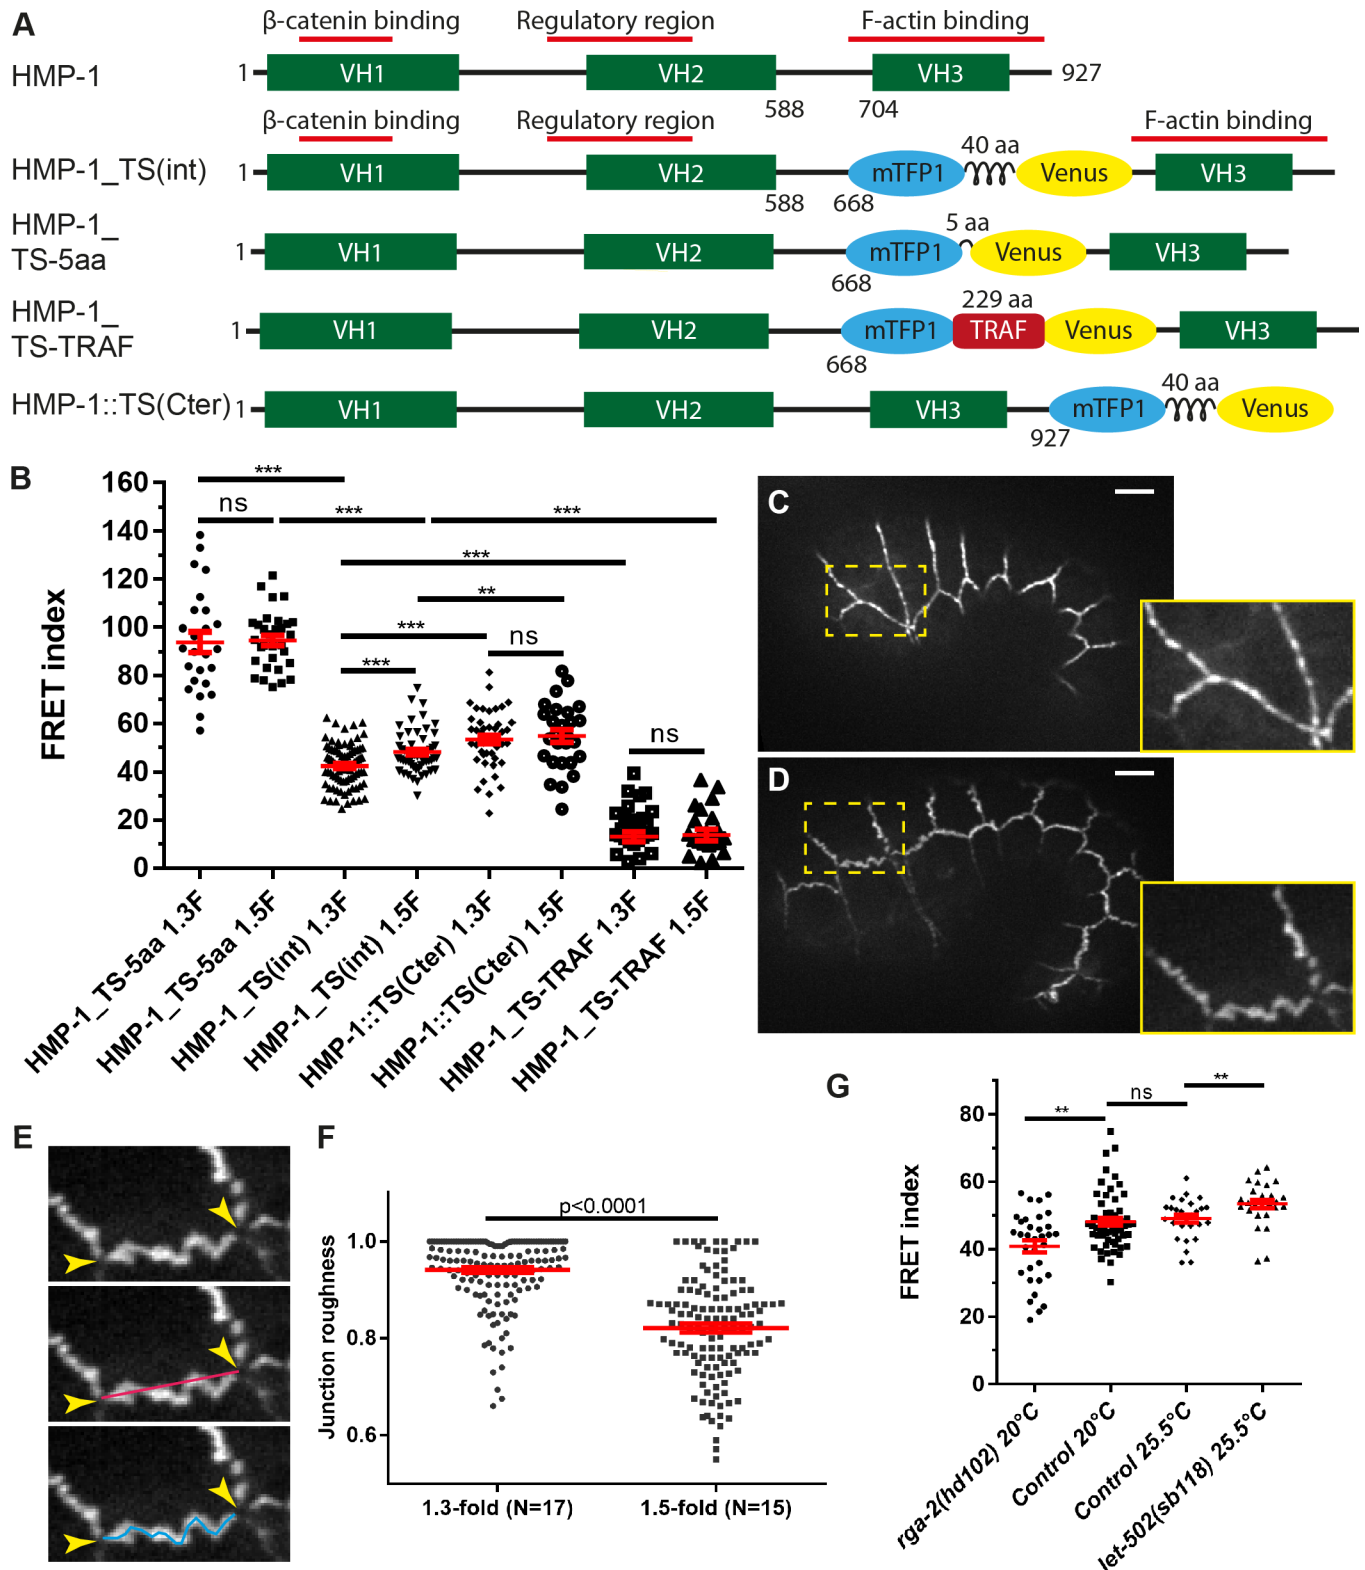 A
β-catenin binding Regulatory region F-actin binding
HMP-1 1 VH1 VH2 VH3 927
588 704
β-catenin binding Regulatory region F-actin binding
40 aa
HMP-1_TS(int) 1 VH1 VH2 mTFP1 Venus VH3
588 668
HMP-1_
TS-5aa
5 aa
1 VH1 VH2 mTFP1 Venus VH3
668
HMP-1_
TS-TRAF
229 aa
1 VH1 VH2 mTFP1 TRAF Venus VH3
668
40 aa
HMP-1::TS(Cter) 1 VH1 VH2 VH3 mTFP1 Venus
927
B
FRET index
160
140
120
100
80
60
40
20
0
***
ns *** ***
***
**
*** ns
***
ns
HMP-1_TS-5aa 1.3F
HMP-1_TS-5aa 1.5F
HMP-1_TS(int) 1.3F
HMP-1_TS(int) 1.5F
HMP-1::TS(Cter) 1.3F
HMP-1::TS(Cter) 1.5F
HMP-1_TS-TRAF 1.3F
HMP-1_TS-TRAF 1.5F
C
D
E
F
Junction roughness
1.0
0.8
0.6
p<0.0001
1.3-fold (N=17) 1.5-fold (N=15)
G
FRET index
80
60
40
20
0
** ns **
rga-2(hd102) 20°C
Control 20°C
Control 25.5°C
let-502(sb118) 25.5°C